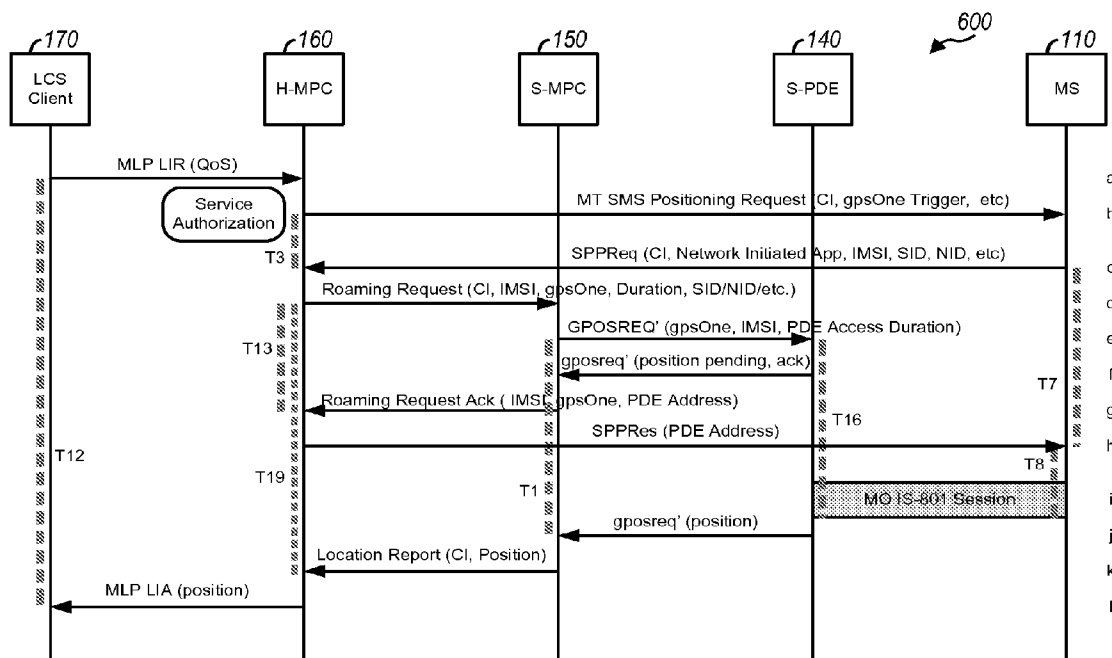 600
170
160
150
140
110
LCS
Client
H-MPC
S-MPC
S-PDE
MS
MLP LIR (QoS)
a
Service
Authorization
MT SMS Positioning Request (CI, gpsOne Trigger, etc)
T3
SPPReq (CI, Network Initiated App, IMSI, SID, NID, etc)
Roaming Request (CI, IMSI, gpsOne, Duration, SID/NID/etc.)
GPOSREQ' (gpsOne, IMSI, PDE Access Duration)
e
T13
gposreq' (position pending, ack)
T7
Roaming Request Ack ( IMSI, gpsOne, PDE Address)
g
T16
SPPRes (PDE Address)
h
T12
T19
T1
T8
MO IS-801 Session
i
gposreq' (position)
j
Location Report (CI, Position)
k
MLP LIA (position)